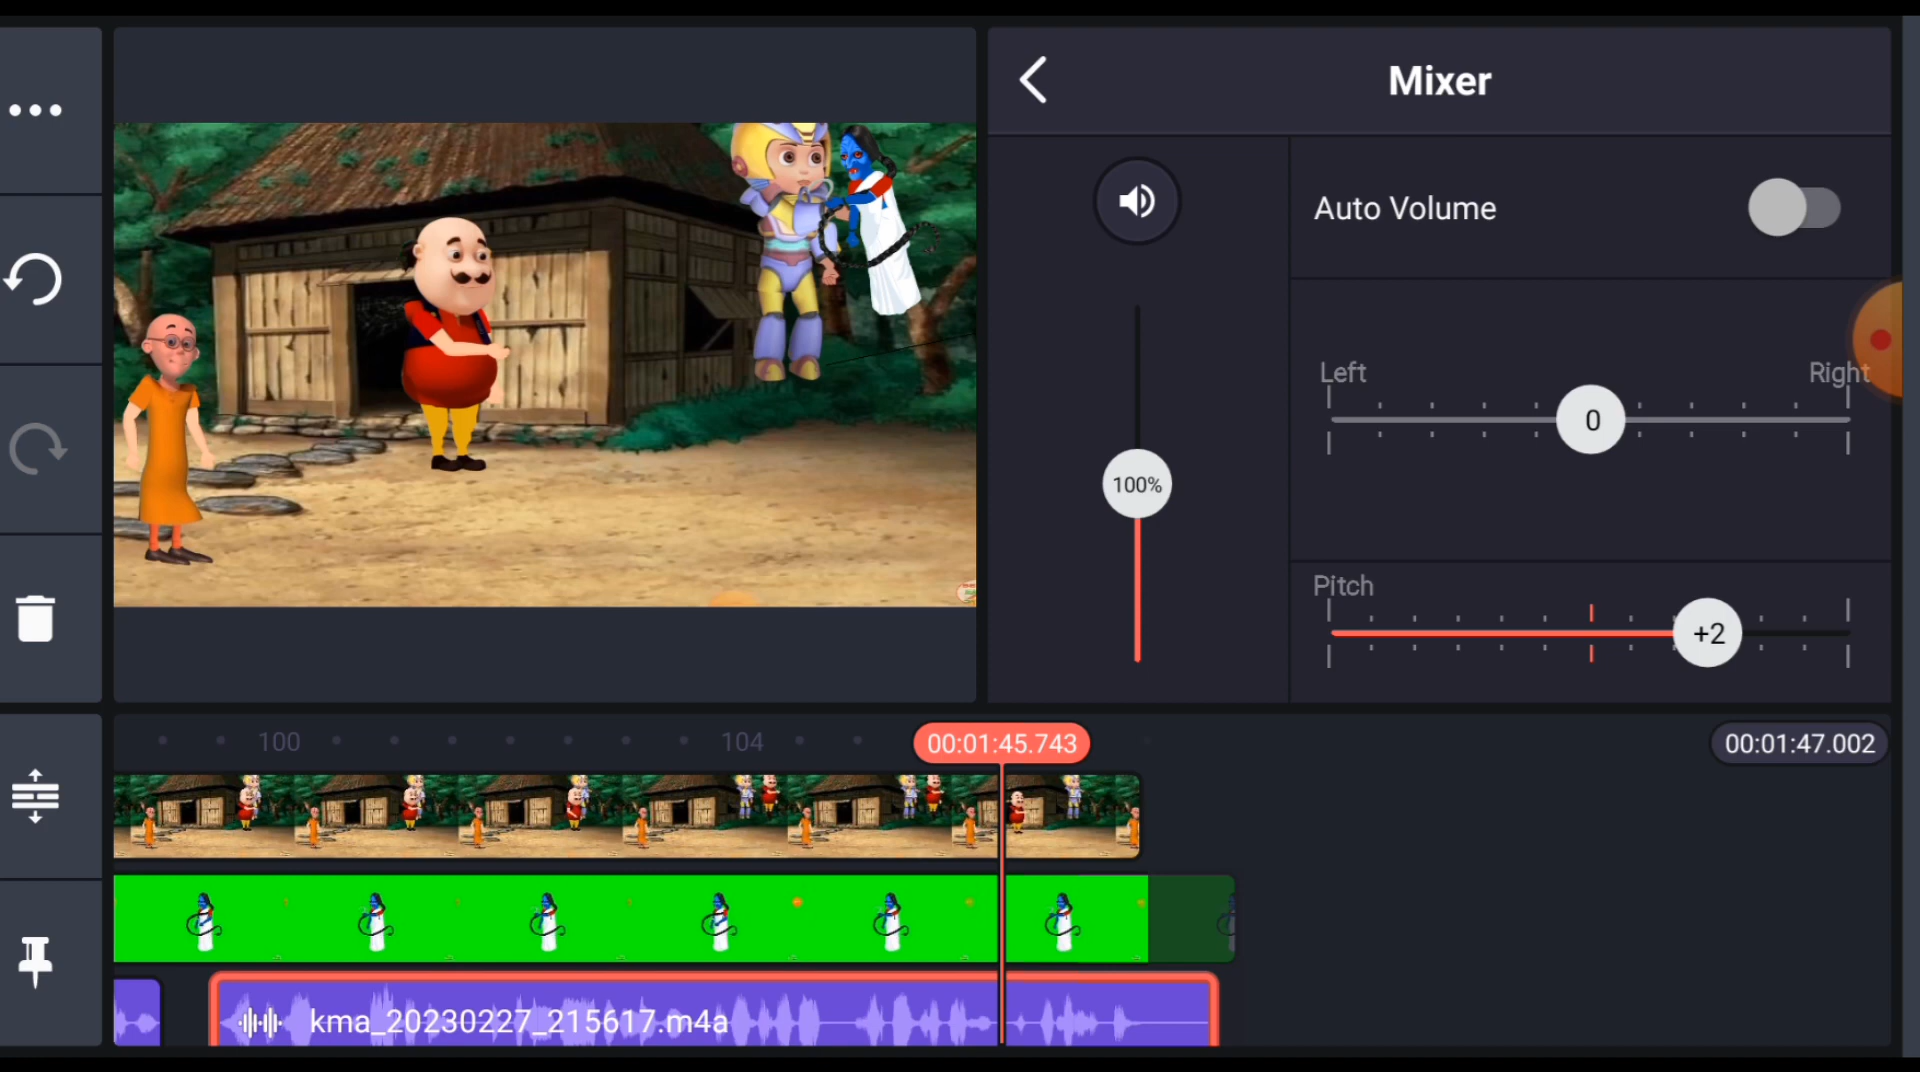 Mixer
Auto Volume
Left
Right
0
100%
Pitch
+2
100
104
00:01:45.743
00:01:47.002
kma_20230227_215617.m4a